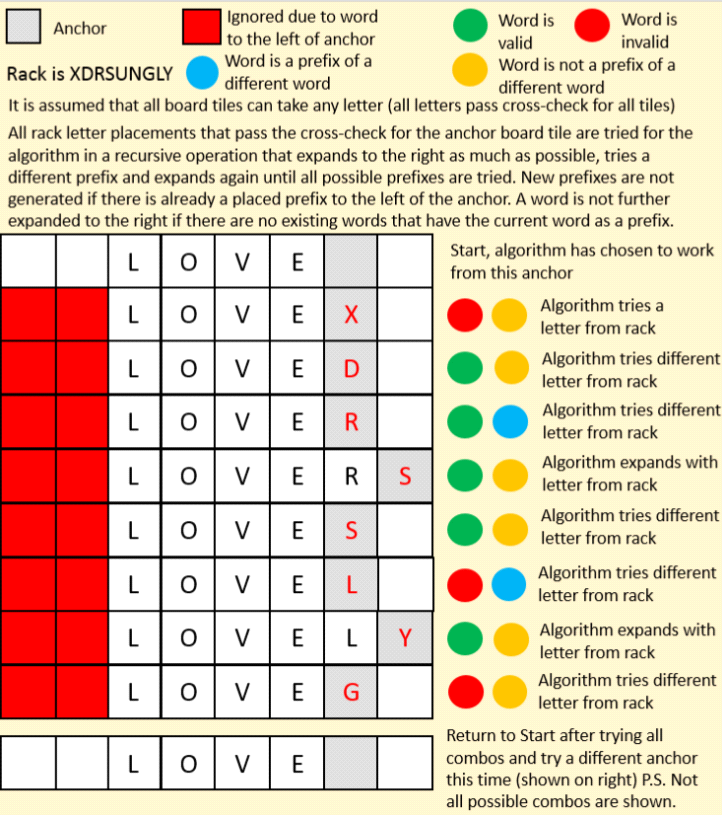 Anchor
Ignored due to word
to the left of anchor
Word is
valid
Word is
invalid
Rack is XDRSUNGLY
Word is a prefix of a
different word
Word is not a prefix of a
different word
It is assumed that all board tiles can take any letter (all letters pass cross-check for all tiles)
All rack letter placements that pass the cross-check for the anchor board tile are tried for the
algorithm in a recursive operation that expands to the right as much as possible, tries a
different prefix and expands again until all possible prefixes are tried. New prefixes are not
generated if there is already a placed prefix to the left of the anchor. A word is not further
expanded to the right if there are no existing words that have the current word as a prefix.
L O V E
Start, algorithm has chosen to work
from this anchor
L O V E X
Algorithm tries a
letter from rack
L O V E D
Algorithm tries different
letter from rack
L O V E R
Algorithm tries different
letter from rack
L O V E R S
Algorithm expands with
letter from rack
L O V E S
Algorithm tries different
letter from rack
L O V E L
Algorithm tries different
letter from rack
L O V E L Y
Algorithm expands with
letter from rack
L O V E G
Algorithm tries different
letter from rack
L O V E
Return to Start after trying all
combos and try a different anchor
this time (shown on right) P.S. Not
all possible combos are shown.